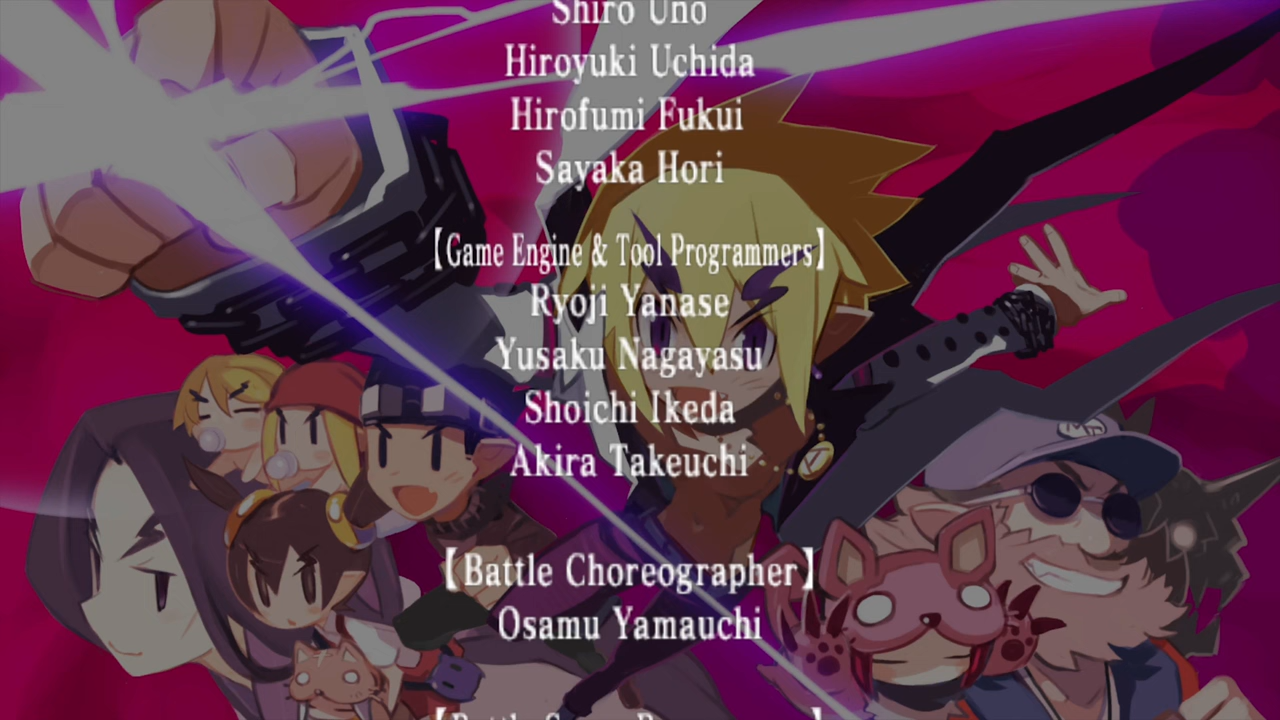 Shiro Uno
Hiroyuki Uchida
Hirofumi Fukui
Sayaka Hori
【Game Engine & Tool Programmers】
Ryoji Yanase
Yusaku Nagayasu
Shoichi Ikeda
Akira Takeuchi
【Battle Choreographer】
Osamu Yamauchi